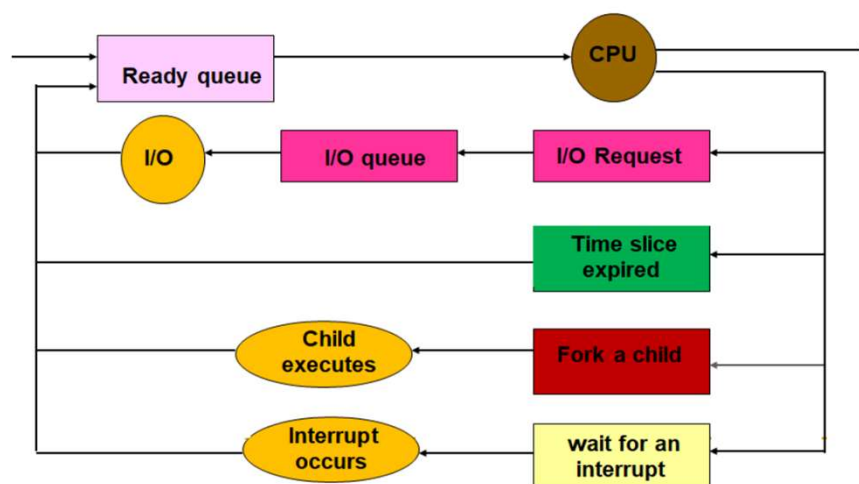 Ready queue
CPU
I/O
I/O queue
I/O Request
Time slice
expired
Child
executes
Fork a child
Interrupt
occurs
wait for an
interrupt